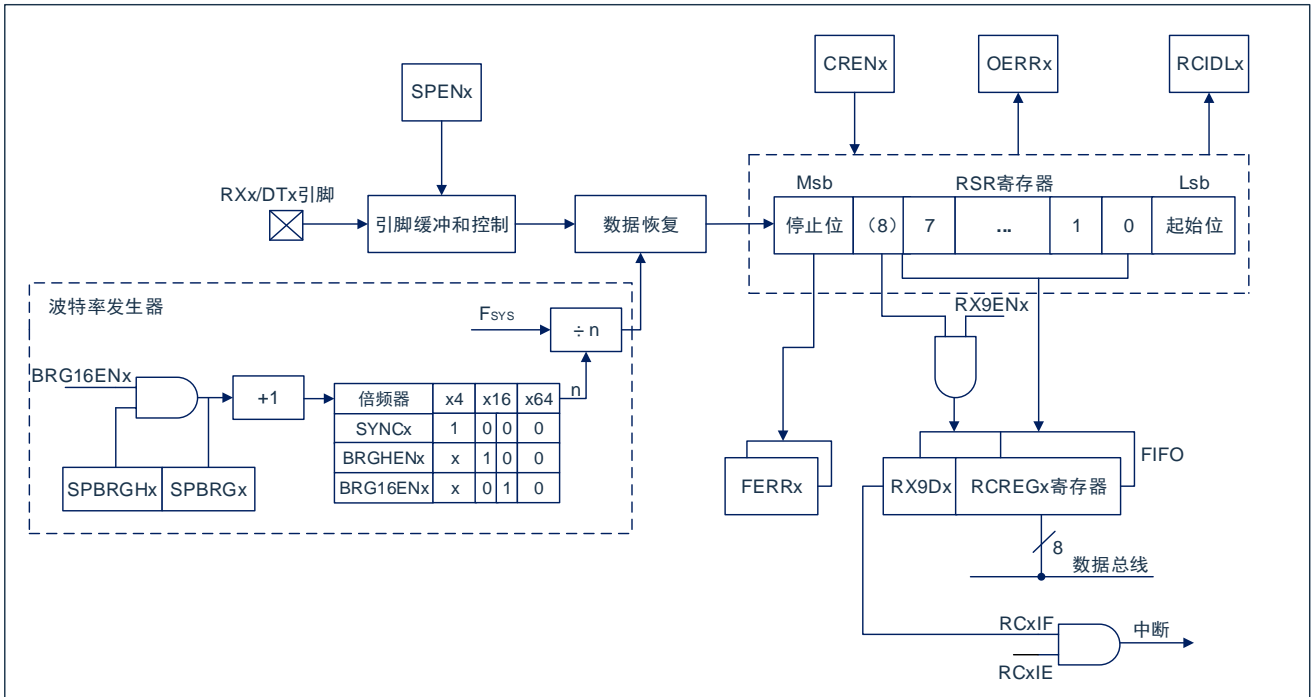 CRENx
OERRx
RCIDLx
SPENx
Msb
RSR寄存器
Lsb
RXx/DTx引脚
引脚缓冲和控制
数据恢复
停止位
（8）
7
...
1
0
起始位
波特率发生器
FSYS
÷ n
RX9ENx
BRG16ENx
+1
n
倍频器 x4 x16 x64
SYNCx 1 0 0 0
BRGHENx x 1 0 0
BRG16ENx x 0 1 0
SPBRGHx SPBRGx
FERRx
RX9Dx
RCREGx寄存器
FIFO
8
数据总线
RCxIF
中断
RCxIE